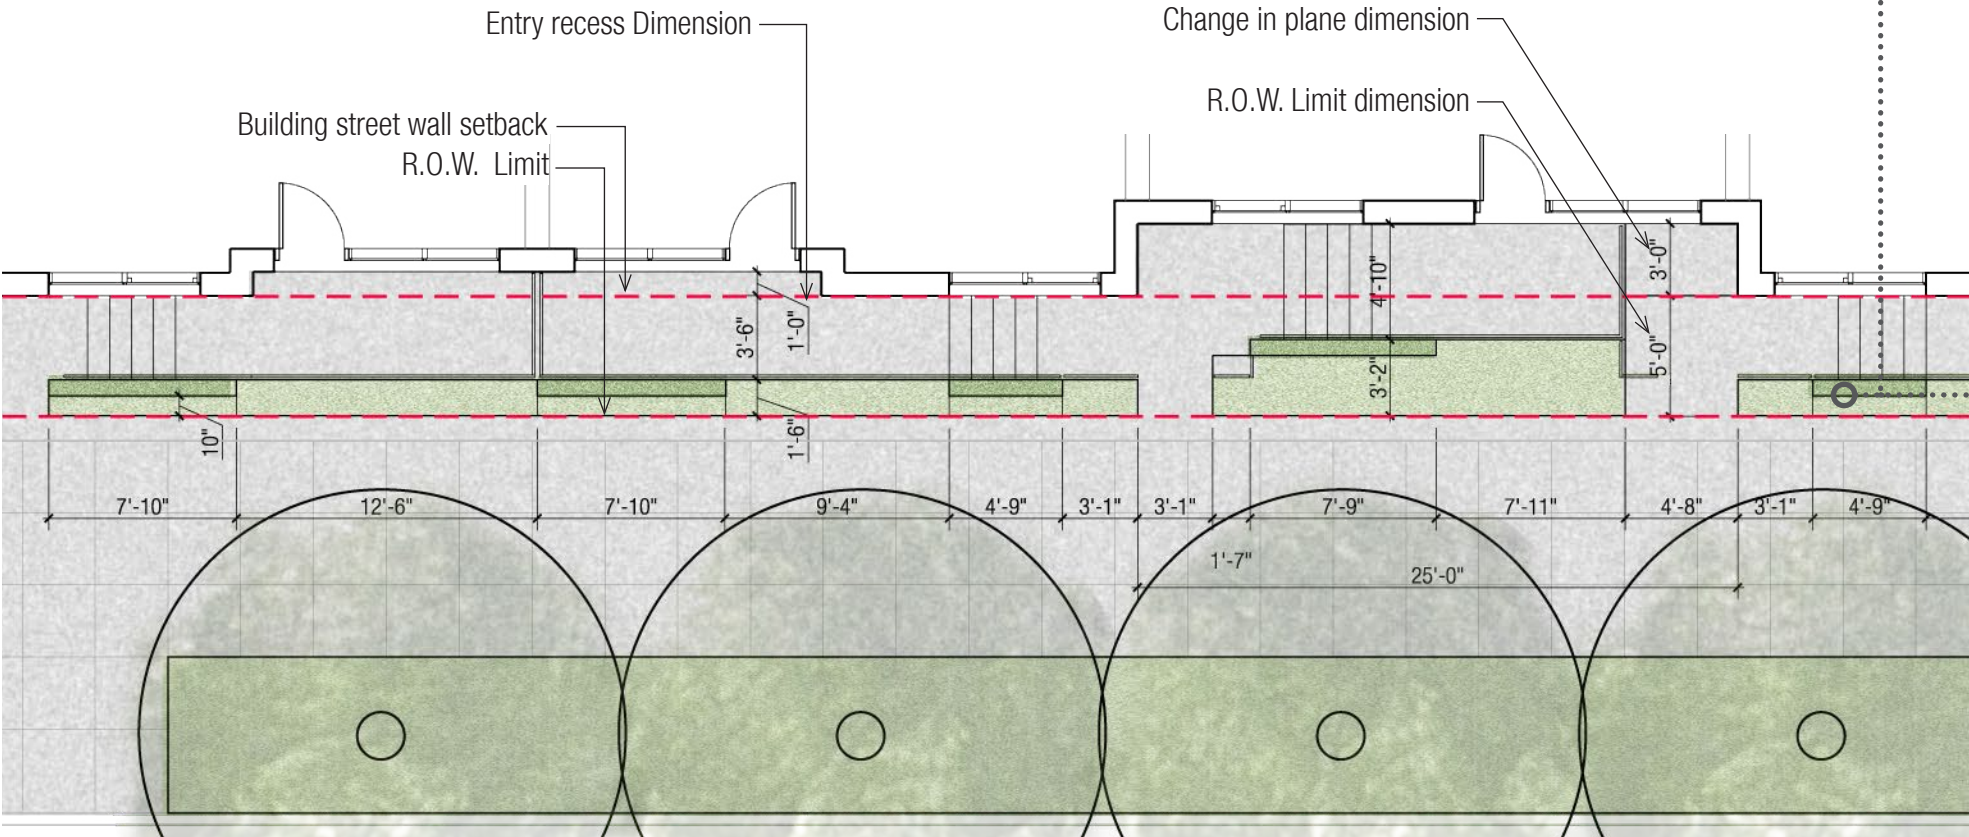 Entry recess Dimension
Change in plane dimension
R.O.W. Limit dimension
Building street wall setback
R.O.W. Limit
3'-0"
4'-10"
3'-6"
1'-0"
5'-0"
3'-2"
10"
1'-6"
7'-10" 12'-6" 7'-10" 9'-4" 4'-9" 3'-1" 3'-1" 7'-9" 7'-11" 4'-8" 3'-1" 4'-9"
1'-7"
25'-0"